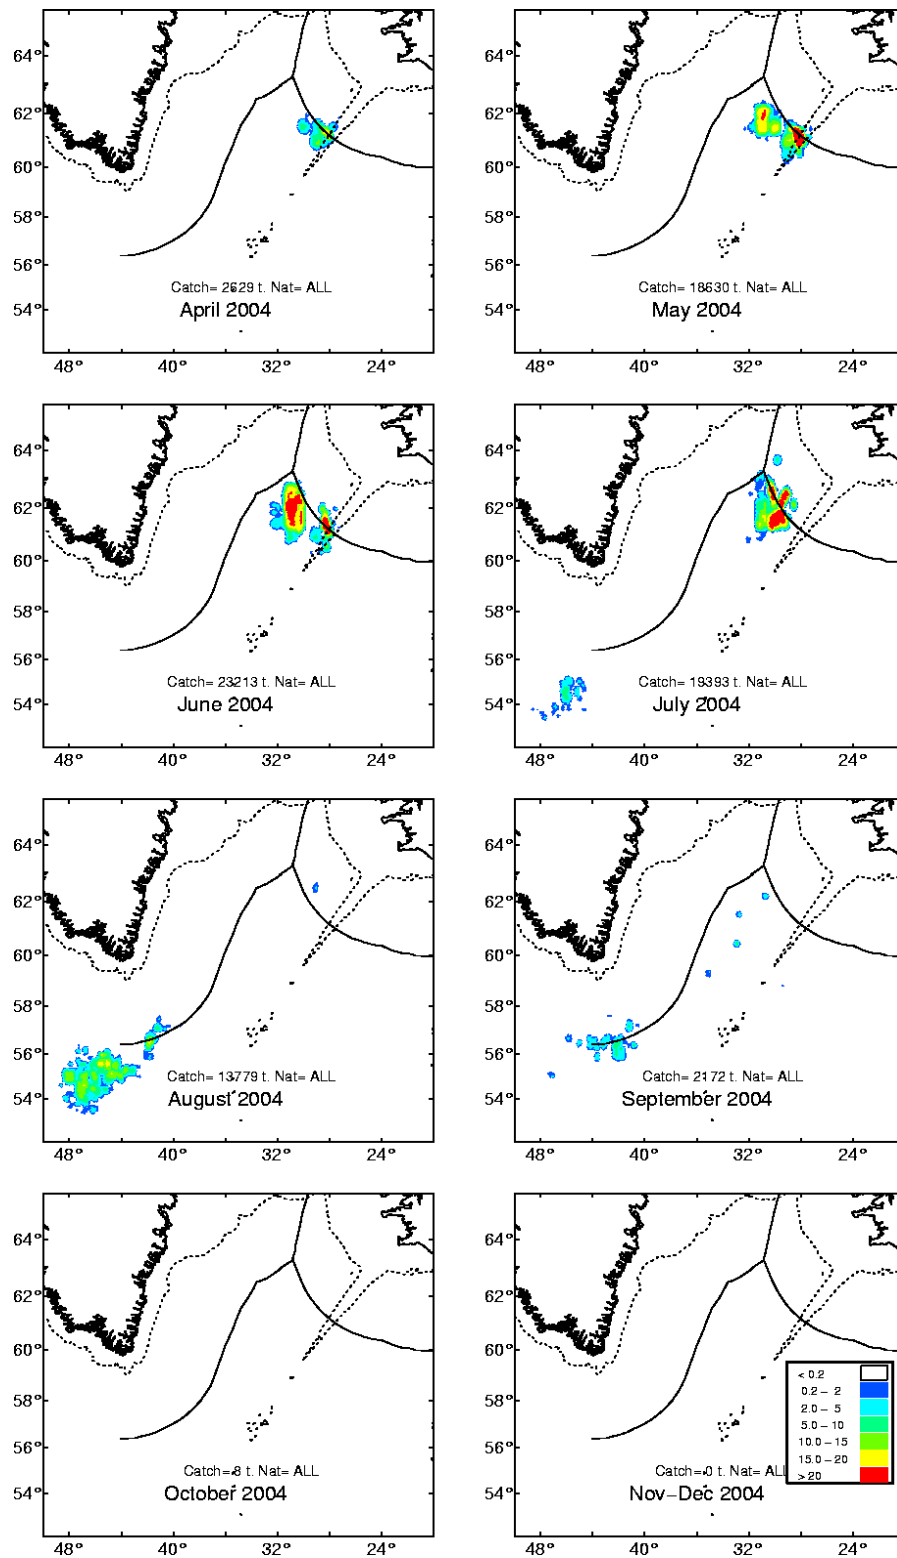 64°
62°
60°
58°
56°
54°
Catch= 2629 t. Nat= ALL
April 2004
48° 40° 32° 24°
64°
62°
60°
58°
56°
54°
Catch= 18630 t. Nat= ALL
May 2004
48° 40° 32° 24°
64°
62°
60°
58°
56°
54°
Catch= 23213 t. Nat= ALL
June 2004
48° 40° 32° 24°
64°
62°
60°
58°
56°
54°
Catch= 19393 t. Nat= ALL
July 2004
48° 40° 32° 24°
64°
62°
60°
58°
56°
54°
Catch= 13779 t. Nat= ALL
August 2004
48° 40° 32° 24°
64°
62°
60°
58°
56°
54°
Catch= 2172 t. Nat= ALL
September 2004
48° 40° 32° 24°
64°
62°
60°
58°
56°
54°
Catch= 8 t. Nat= ALL
October 2004
48° 40° 32° 24°
64°
62°
60°
58°
56°
54°
Catch= 0 t. Nat= ALL
Nov–Dec 2004
48° 40° 32° 24°
< 0.2
0.2 – 2
2.0 – 5
5.0 – 10
10.0 – 15
15.0 – 20
> 20